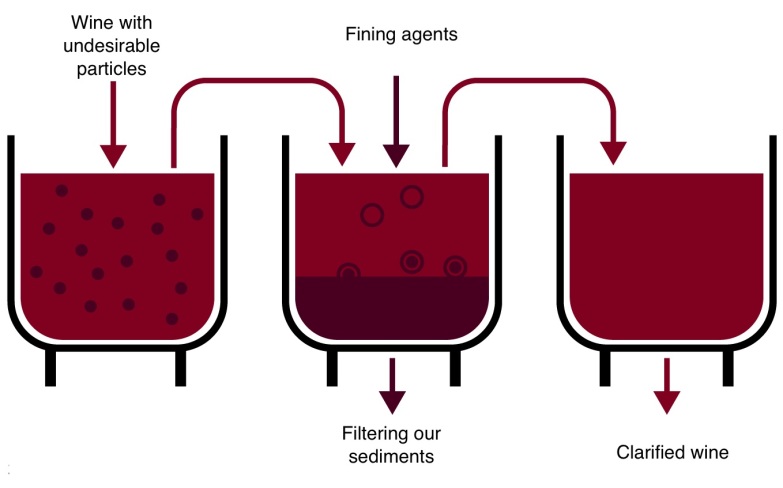 Wine with
undesirable
particles
Fining agents
Filtering our
sediments
Clarified wine